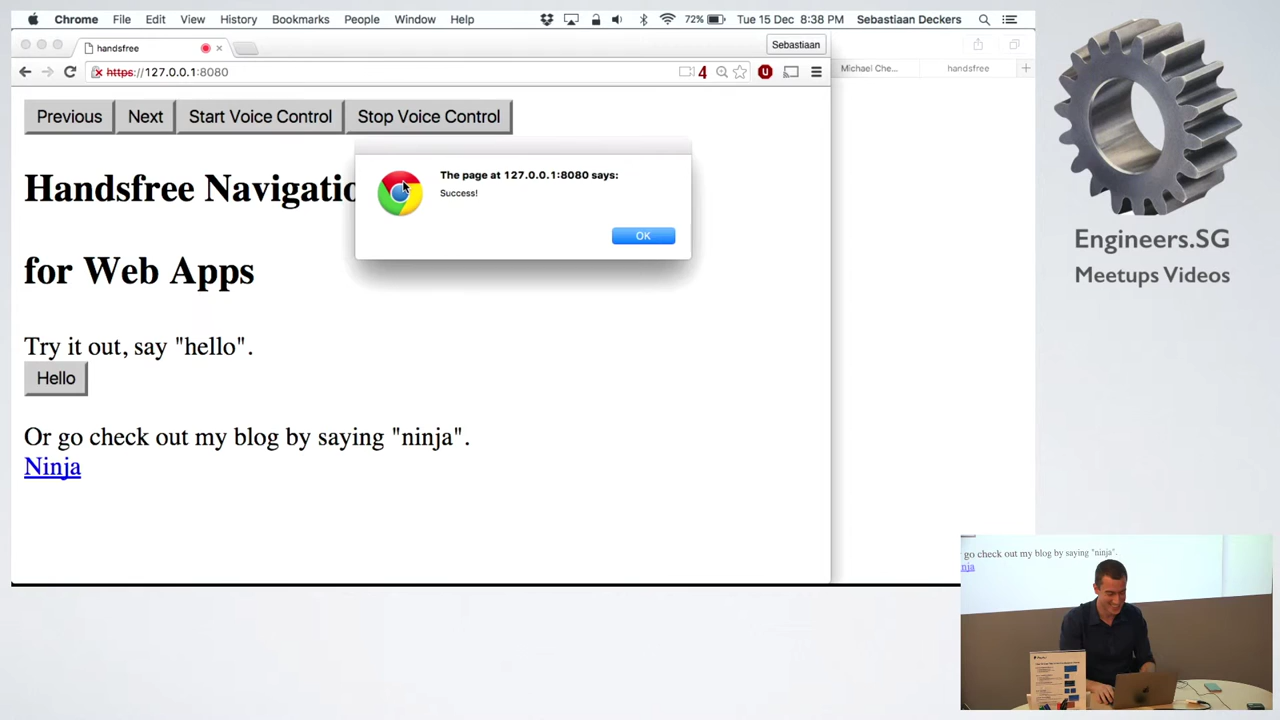 Chrome File Edit View History Bookmarks People Window Help 72% Tue 15 Dec 8:38 PM Sebastiaan Deckers
handsfree
Sebastiaan
https://127.0.0.1:8080
4
Michael Che...
handsfree
Previous Next Start Voice Control Stop Voice Control
The page at 127.0.0.1:8080 says:
Success!
OK
Handsfree Navigatio
for Web Apps
Try it out, say "hello".
Hello
Or go check out my blog by saying "ninja".
Ninja
Engineers.SG
Meetups Videos
go check out my blog by saying "ninja".
nja